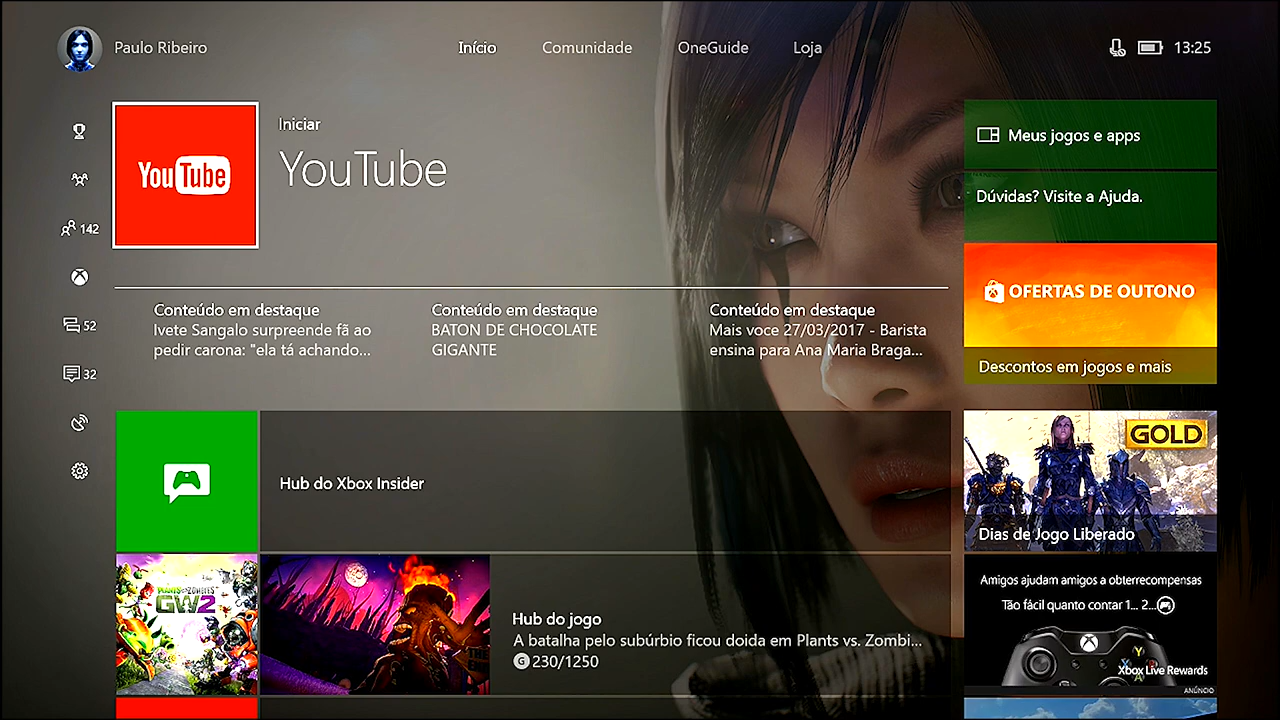 Paulo Ribeiro
Início
Comunidade
OneGuide
Loja
13:25
142
52
32
YouTube
Iniciar
YouTube
Conteúdo em destaque
Ivete Sangalo surpreende fã ao
pedir carona: "ela tá achando...
Conteúdo em destaque
BATON DE CHOCOLATE
GIGANTE
Conteúdo em destaque
Mais voce 27/03/2017 - Barista
ensina para Ana Maria Braga...
Hub do Xbox Insider
PLANTS vs. ZOMBIES
GW2
Hub do jogo
A batalha pelo subúrbio ficou doida em Plants vs. Zombi...
G 230/1250
Meus jogos e apps
Dúvidas? Visite a Ajuda.
OFERTAS DE OUTONO
Descontos em jogos e mais
GOLD
Dias de Jogo Liberado
Amigos ajudam amigos a obterrecompensas
Tão fácil quanto contar 1... 2...
Y
X
B
A
Xbox Live Rewards
ANÚNCIO